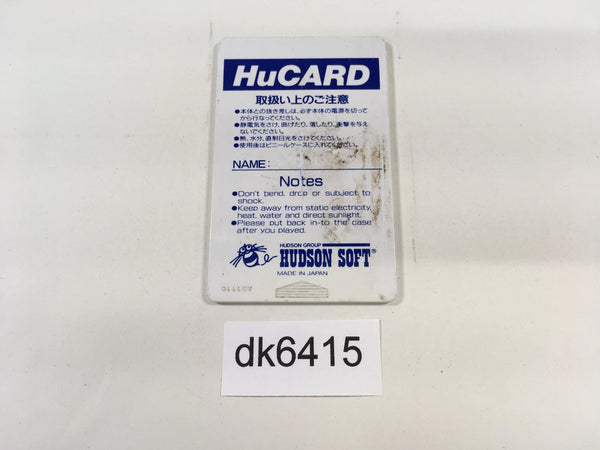 HuCARD
取扱い上のご注意
●本体との抜き差しは、必ず本体の電源を切って
から行なってください。
●静電気をさけ、曲げたり、落したり、衝撃を与え
ないでください。
●熱、水分、直射日光をさけてください。
●使用後はビニールケースに入れてください。
NAME:
Notes
●Don't bend, drop or subject to
shock.
●Keep away from static electricity,
heat, water and direct sunlight.
●Please put back in-to the case
after you played.
HUDSON GROUP
HUDSON SOFT®
MADE IN JAPAN
dk6415